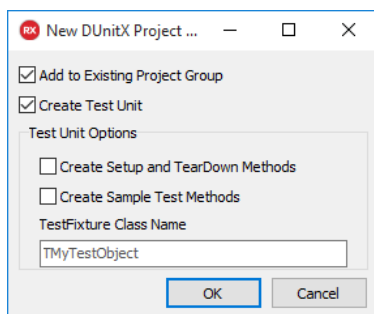 RX New DUnitX Project ...
Add to Existing Project Group
Create Test Unit
Test Unit Options
Create Setup and TearDown Methods
Create Sample Test Methods
TestFixture Class Name
TMyTestObject
OK Cancel